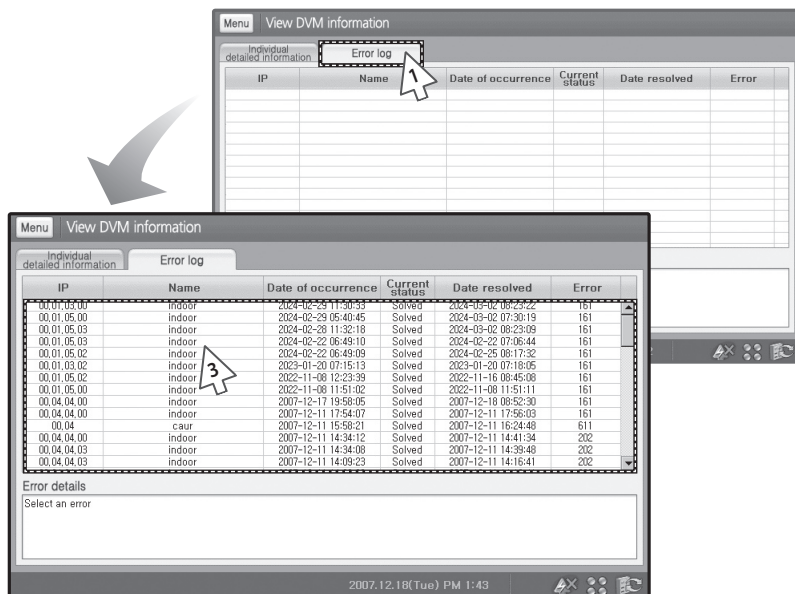 Menu View DVM information
Individual
detailed information
Error log
1
IP Name Date of occurrence Current status Date resolved Error
Menu View DVM information
Individual
detailed information
Error log
IP Name Date of occurrence Current status Date resolved Error
00,01,03,00 indoor 2024-02-29 11:30:33 Solved 2024-03-02 08:23:22 161
00,01,05,00 indoor 2024-02-29 05:40:45 Solved 2024-03-02 07:30:19 161
00,01,05,03 indoor 2024-02-28 11:32:18 Solved 2024-03-02 08:23:09 161
00,01,05,03 indoor 2024-02-22 06:49:10 Solved 2024-02-22 07:06:44 161
00,01,05,02 indoor 2024-02-22 06:49:09 Solved 2024-02-25 08:17:32 161
00,01,03,02 indoor 2023-01-20 07:15:13 Solved 2023-01-20 07:18:05 161
00,01,05,02 indoor 2022-11-08 12:23:39 Solved 2022-11-16 08:45:08 161
00,01,05,00 indoor 2022-11-08 11:51:02 Solved 2022-11-08 11:51:11 161
00,04,04,00 indoor 2007-12-17 19:58:05 Solved 2007-12-18 08:52:30 161
00,04,04,00 indoor 2007-12-11 17:54:07 Solved 2007-12-11 17:56:03 161
00,04 caur 2007-12-11 15:58:21 Solved 2007-12-11 16:24:48 611
00,04,04,00 indoor 2007-12-11 14:34:12 Solved 2007-12-11 14:41:34 202
00,04,04,03 indoor 2007-12-11 14:34:08 Solved 2007-12-11 14:39:48 202
00,04,04,03 indoor 2007-12-11 14:09:23 Solved 2007-12-11 14:16:41 202
3
Error details
Select an error
2007.12.18(Tue) PM 1:43